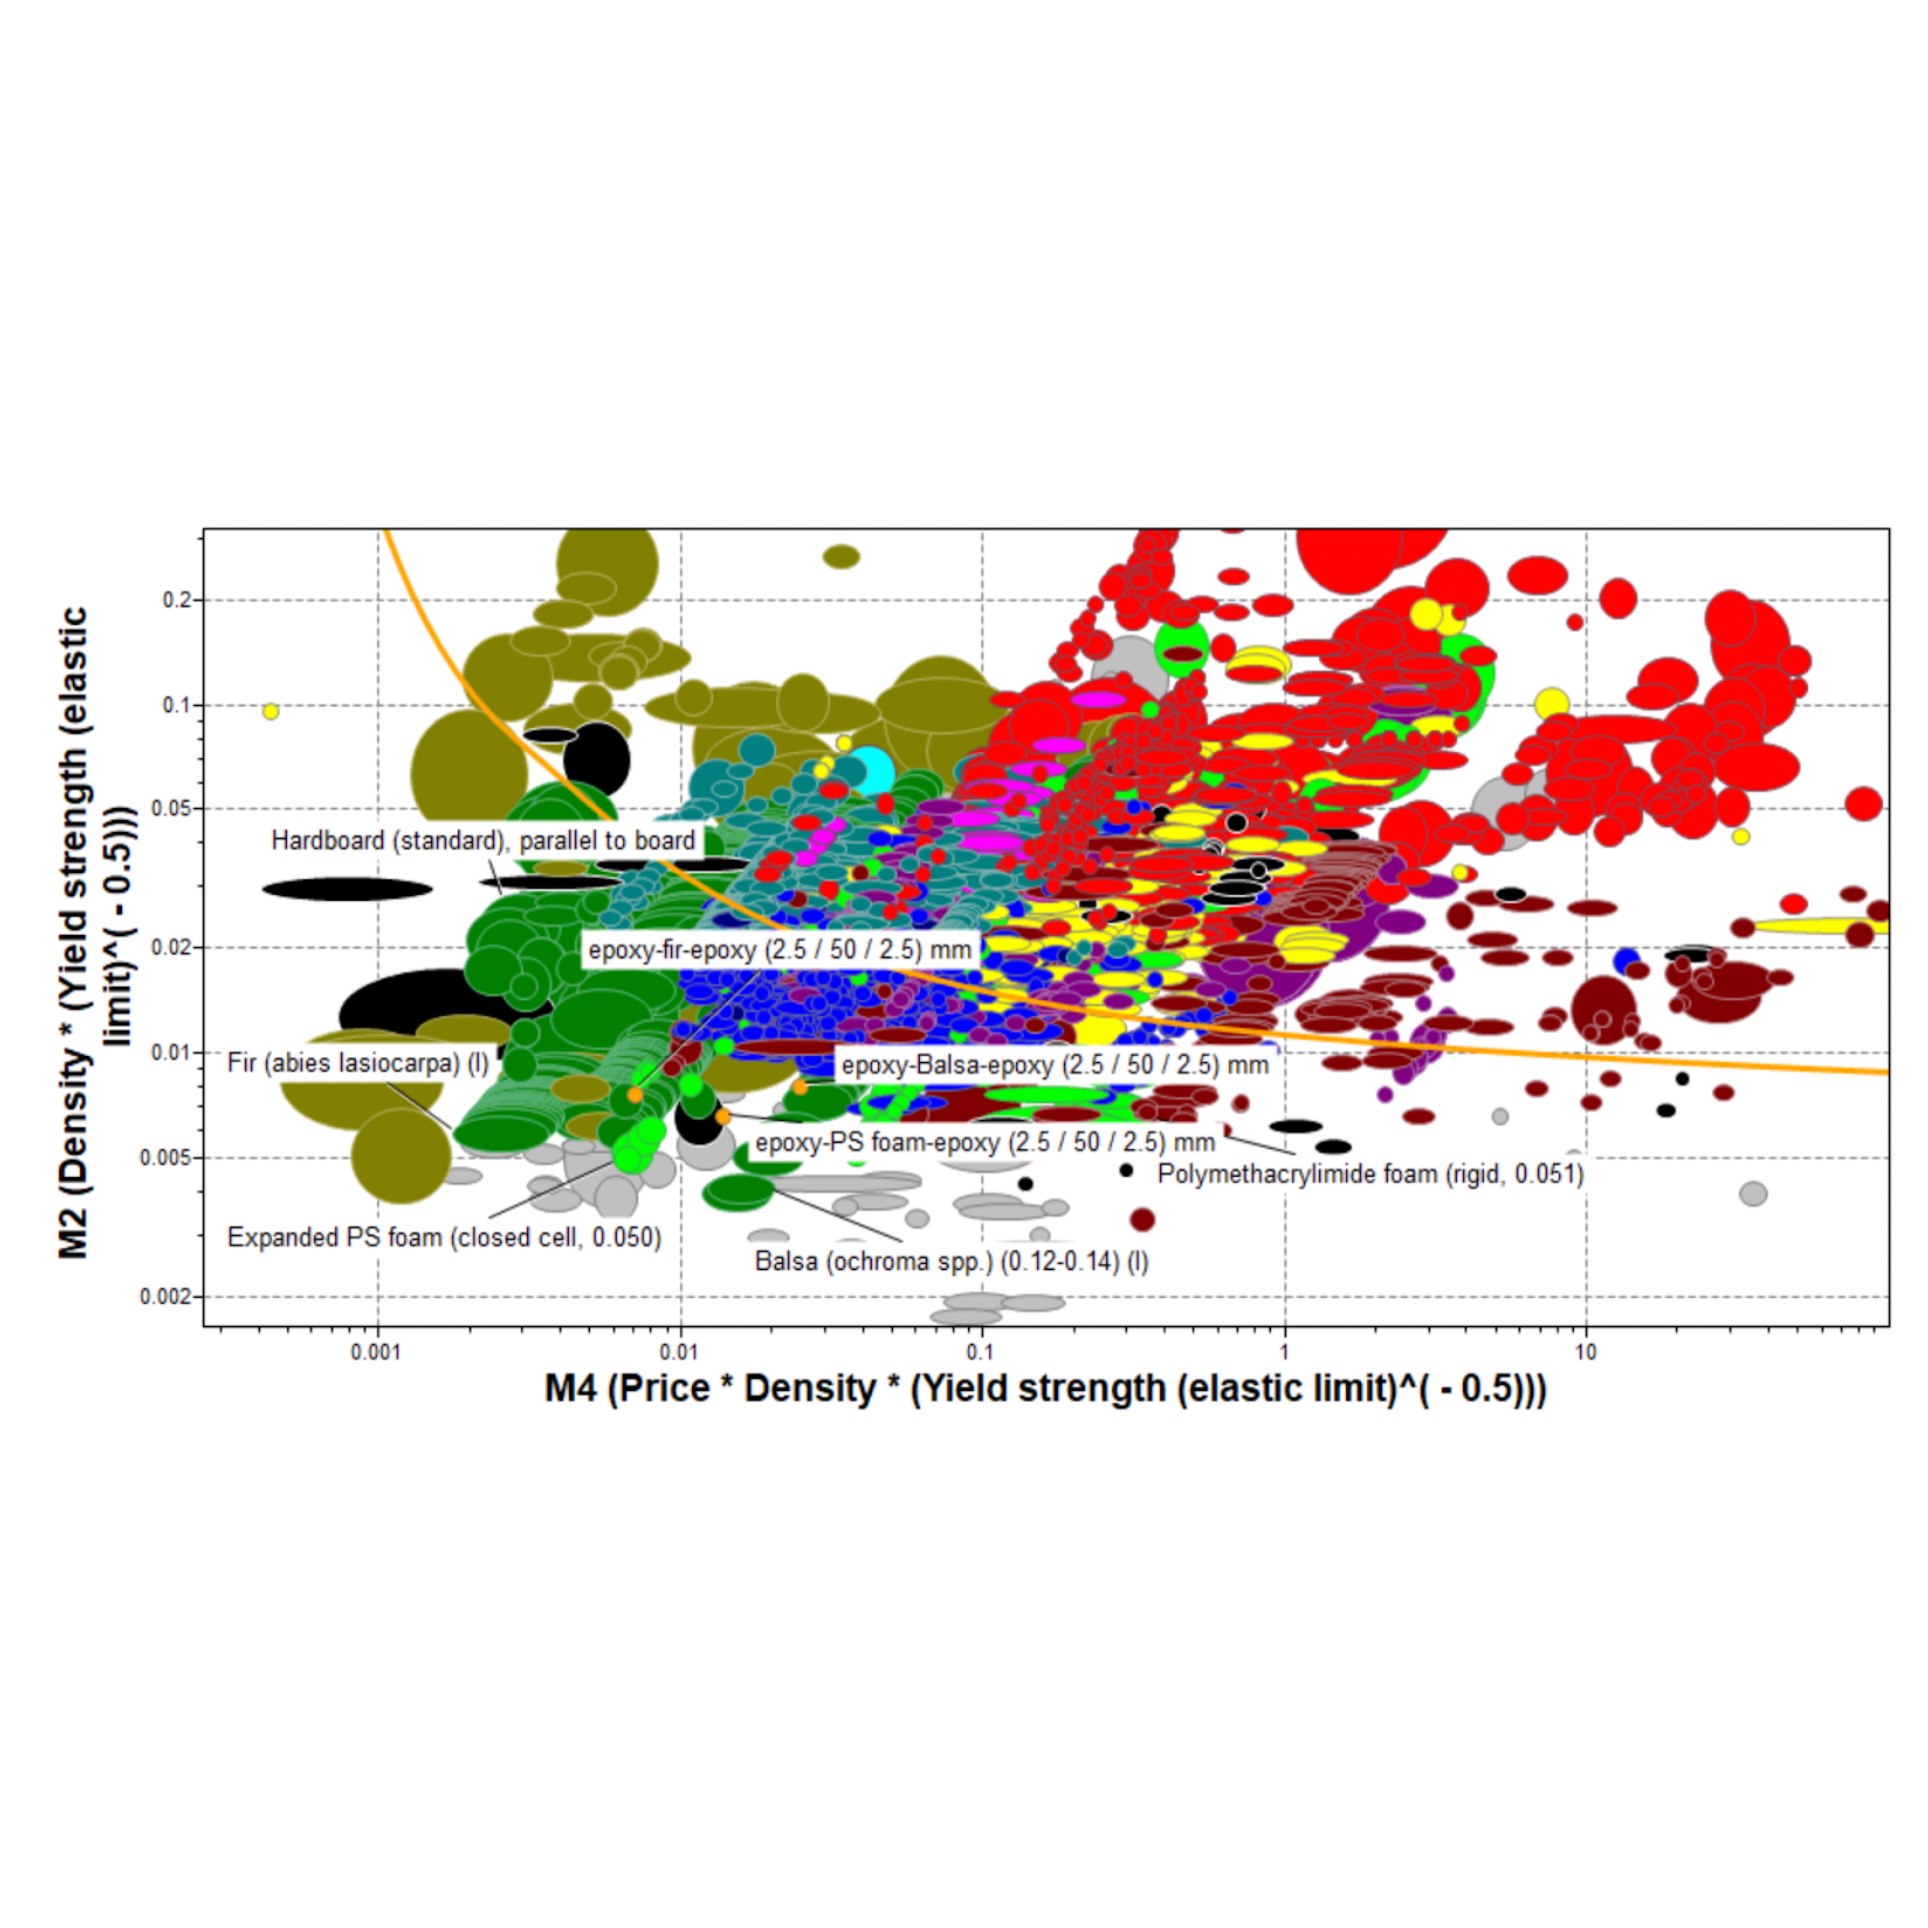 0.2
0.1
0.05
Hardboard (standard), parallel to board
0.02
epoxy-fir-epoxy (2.5 / 50 / 2.5) mm
0.01
Fir (abies lasiocarpa) (l)
epoxy-Balsa-epoxy (2.5 / 50 / 2.5) mm
epoxy-PS foam-epoxy (2.5 / 50 / 2.5) mm
0.005
Polymethacrylimide foam (rigid, 0.051)
Expanded PS foam (closed cell, 0.050)
Balsa (ochroma spp.) (0.12-0.14) (l)
0.002
M2 (Density * (Yield strength (elastic
limit)^( - 0.5)))
0.001
0.01
0.1
1
10
M4 (Price * Density * (Yield strength (elastic limit)^( - 0.5)))